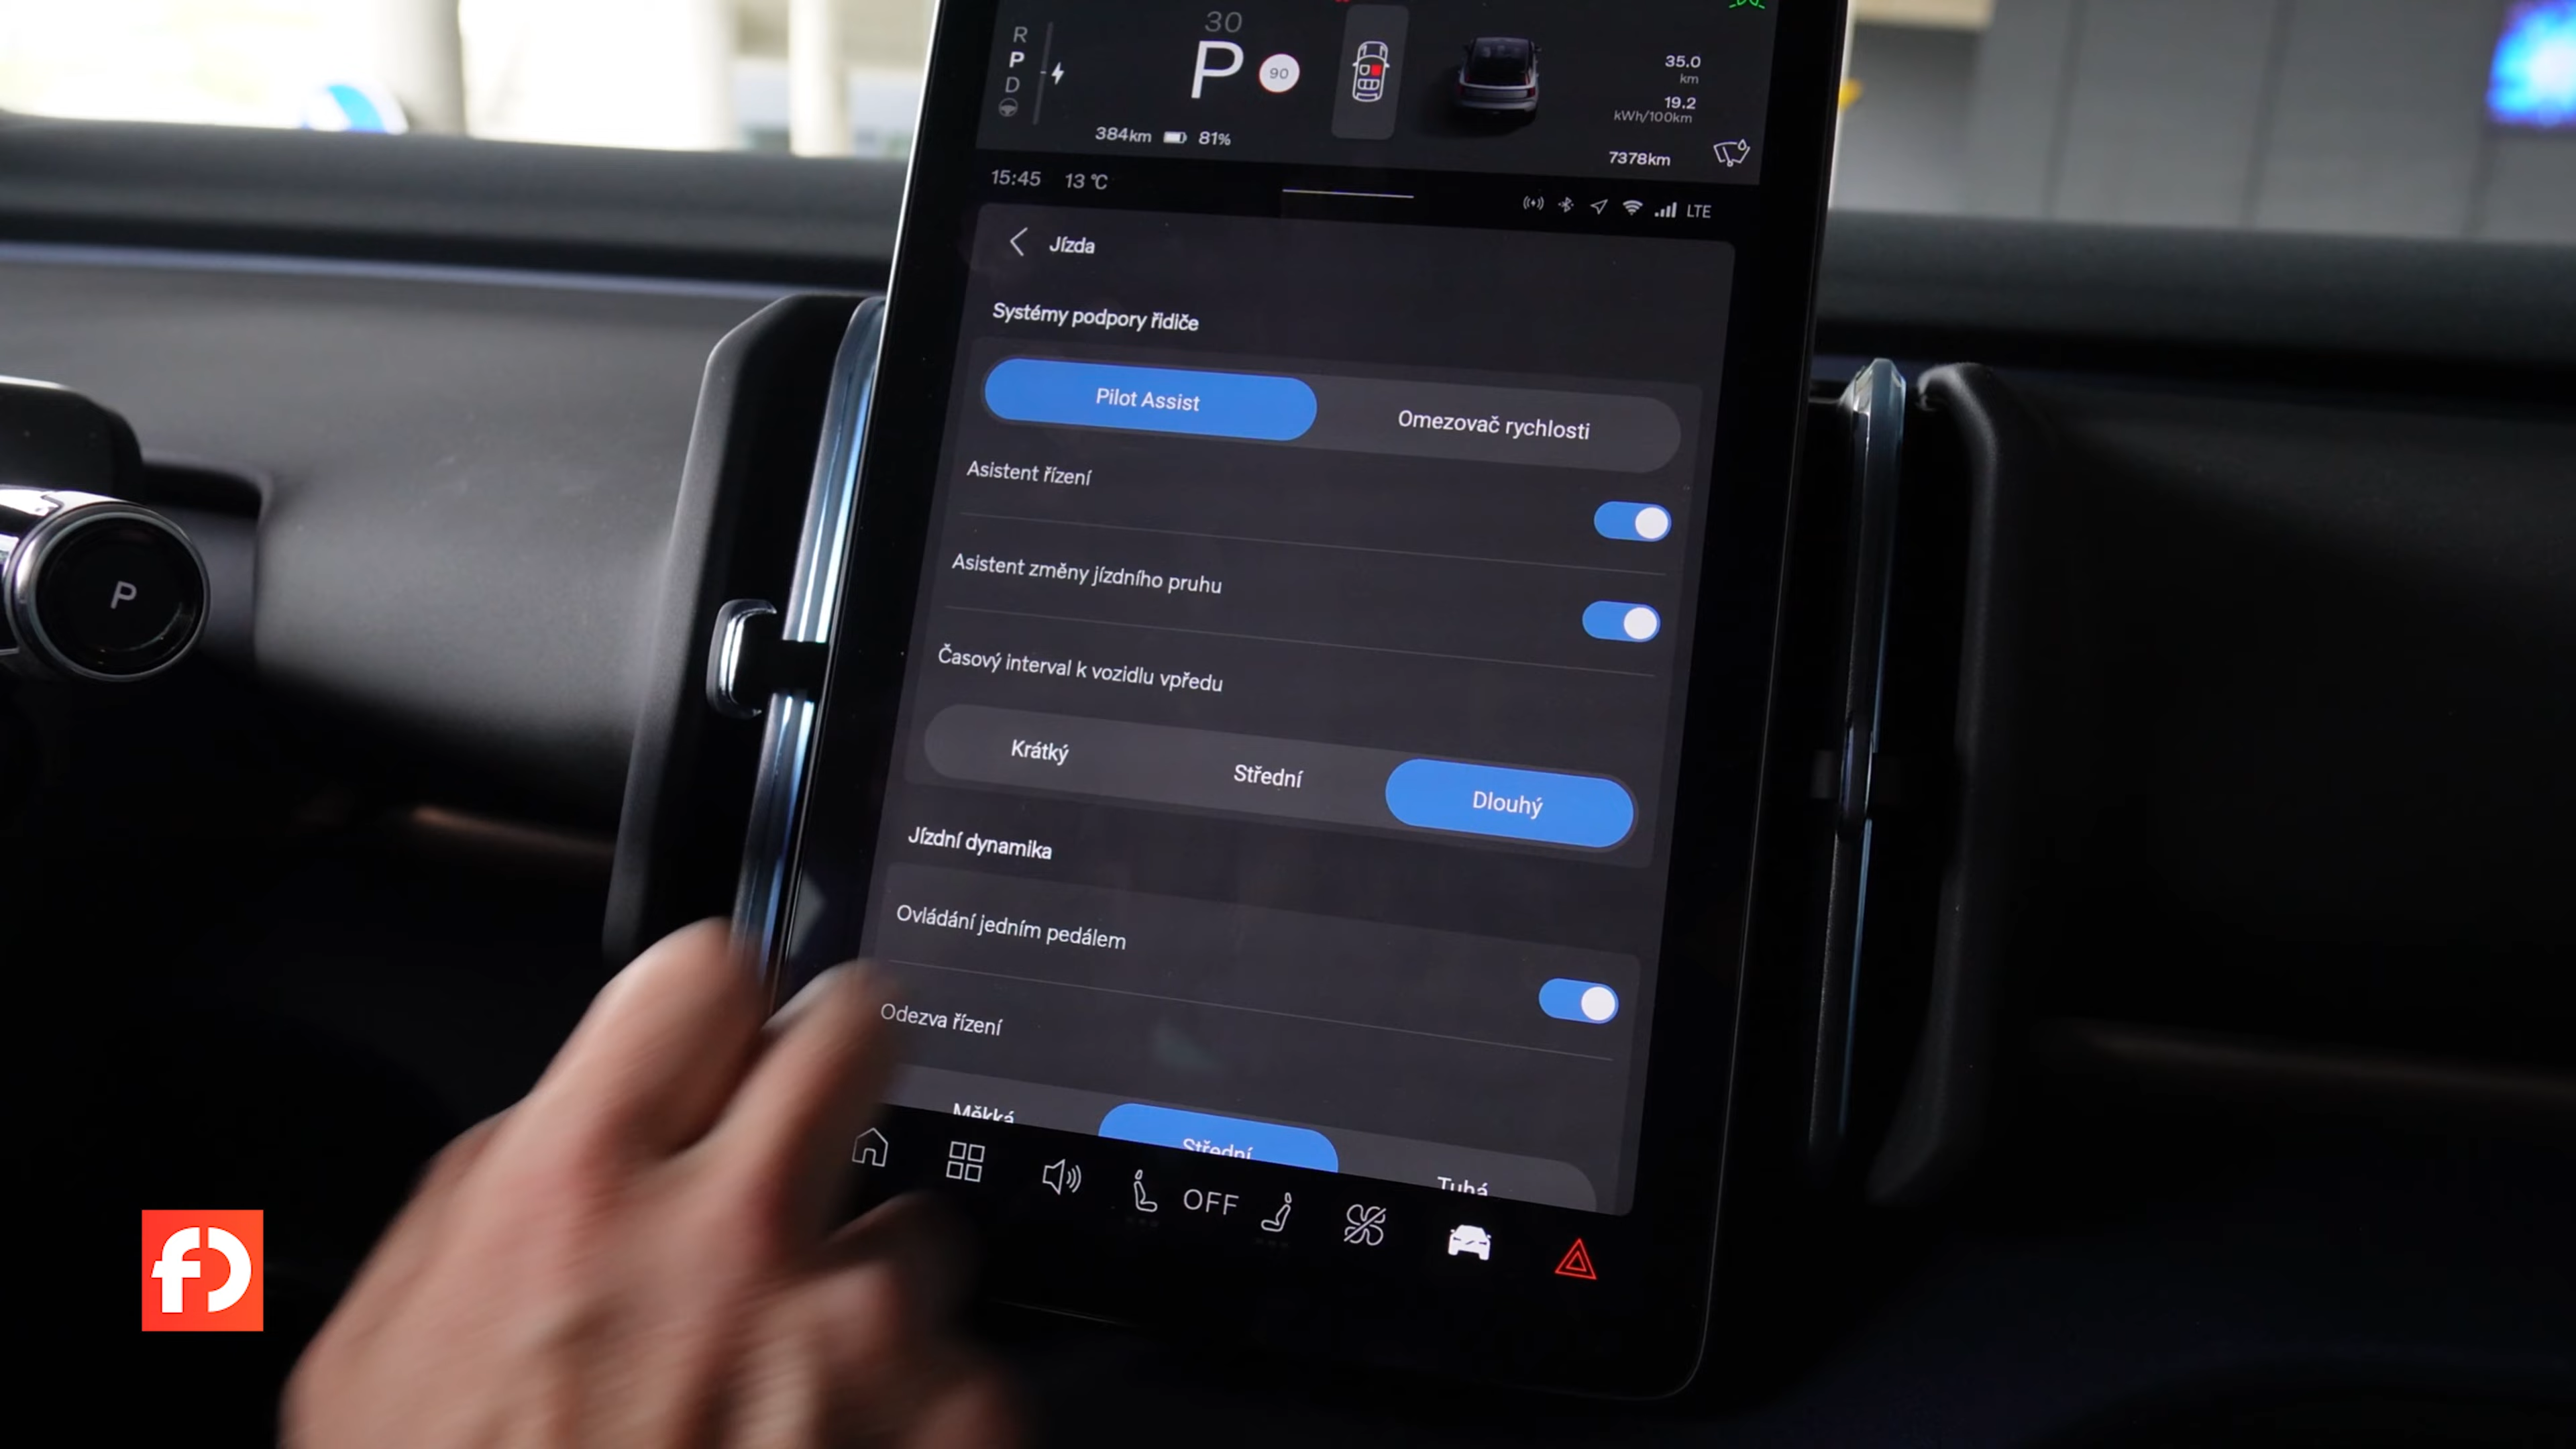 R
P
D
30
P
90
384km 81%
35.0
km
19.2
kWh/100km
7378km
15:45 13 °C
LTE
Jízda
Systémy podpory řidiče
Pilot Assist
Omezovač rychlosti
Asistent řízení
Asistent změny jízdního pruhu
Časový interval k vozidlu vpředu
Krátký
Střední
Dlouhý
Jízdní dynamika
Ovládání jedním pedálem
Odezva řízení
Měkká
Střední
Tuhá
OFF
P